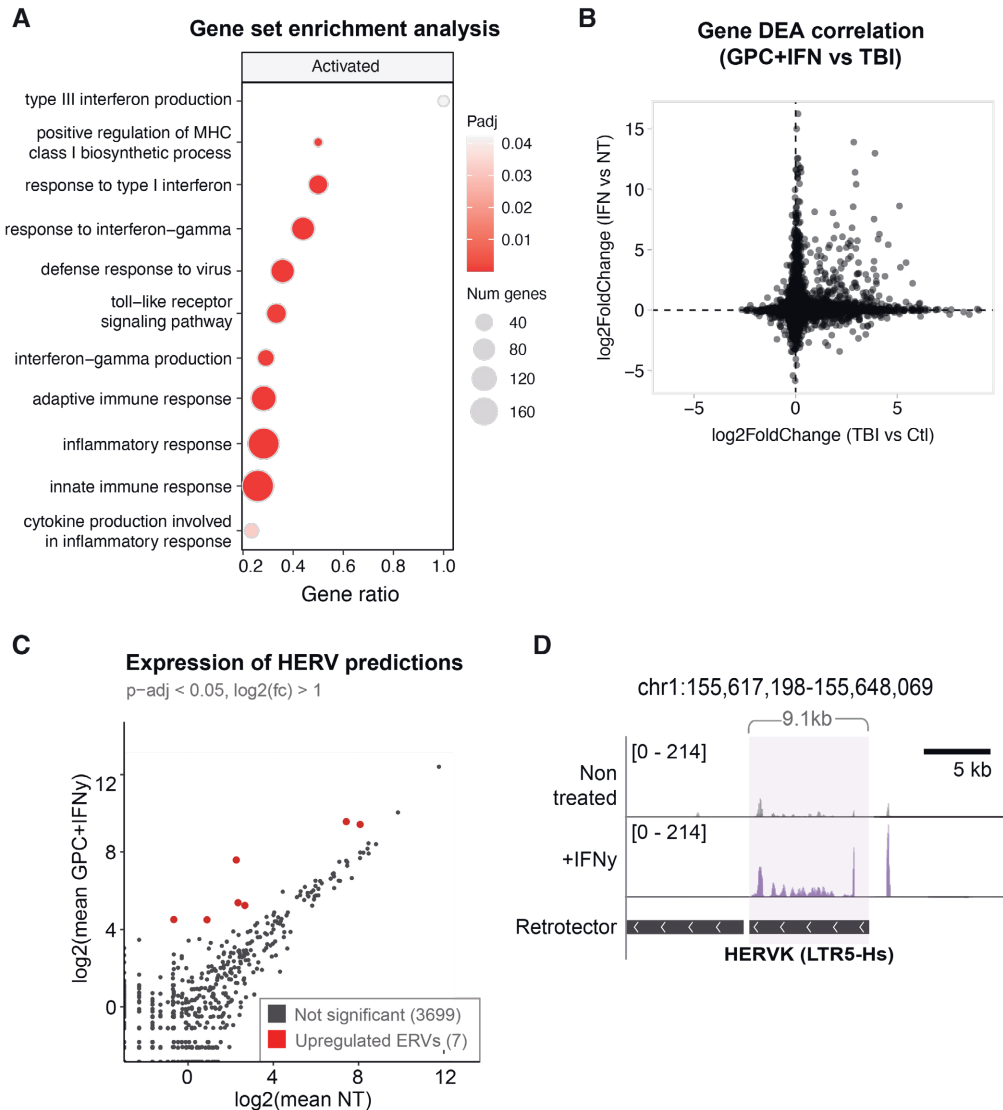 A
Gene set enrichment analysis
Activated
type III interferon production
positive regulation of MHC
class I biosynthetic process
response to type I interferon
response to interferon-gamma
defense response to virus
toll-like receptor
signaling pathway
interferon-gamma production
adaptive immune response
inflammatory response
innate immune response
cytokine production involved
in inflammatory response
0.2 0.4 0.6 0.8 1.0
Gene ratio
Padj
0.04
0.03
0.02
0.01
Num genes
40
80
120
160
B
Gene DEA correlation
(GPC+IFN vs TBI)
log2FoldChange (IFN vs NT)
15
10
5
0
−5
−5 0 5
log2FoldChange (TBI vs Ctl)
C
Expression of HERV predictions
p−adj < 0.05, log2(fc) > 1
log2(mean GPC+IFNy)
12
8
4
0
Not significant (3699)
Upregulated ERVs (7)
0 4 8 12
log2(mean NT)
D
chr1:155,617,198-155,648,069
9.1kb
[0 - 214]
5 kb
Non
treated
[0 - 214]
+IFNy
Retrotector
HERVK (LTR5-Hs)